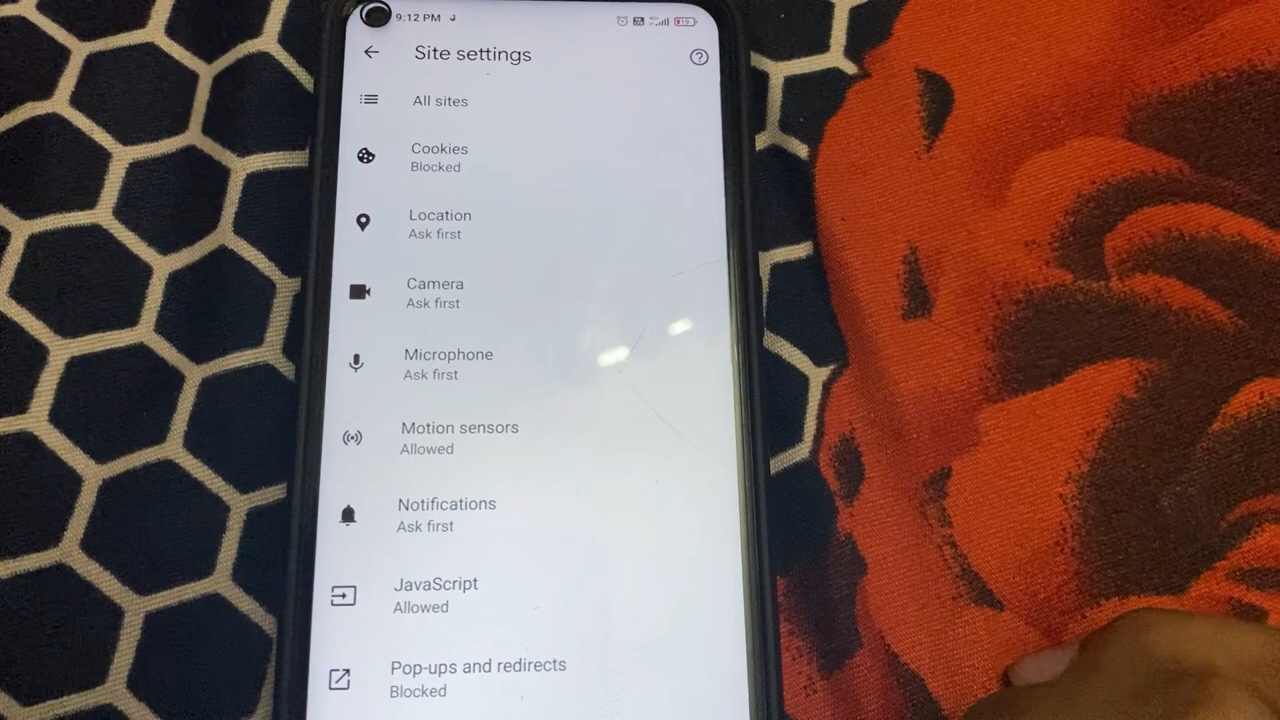 9:12 PM
Site settings
All sites
Cookies
Blocked
Location
Ask first
Camera
Ask first
Microphone
Ask first
Motion sensors
Allowed
Notifications
Ask first
JavaScript
Allowed
Pop-ups and redirects
Blocked